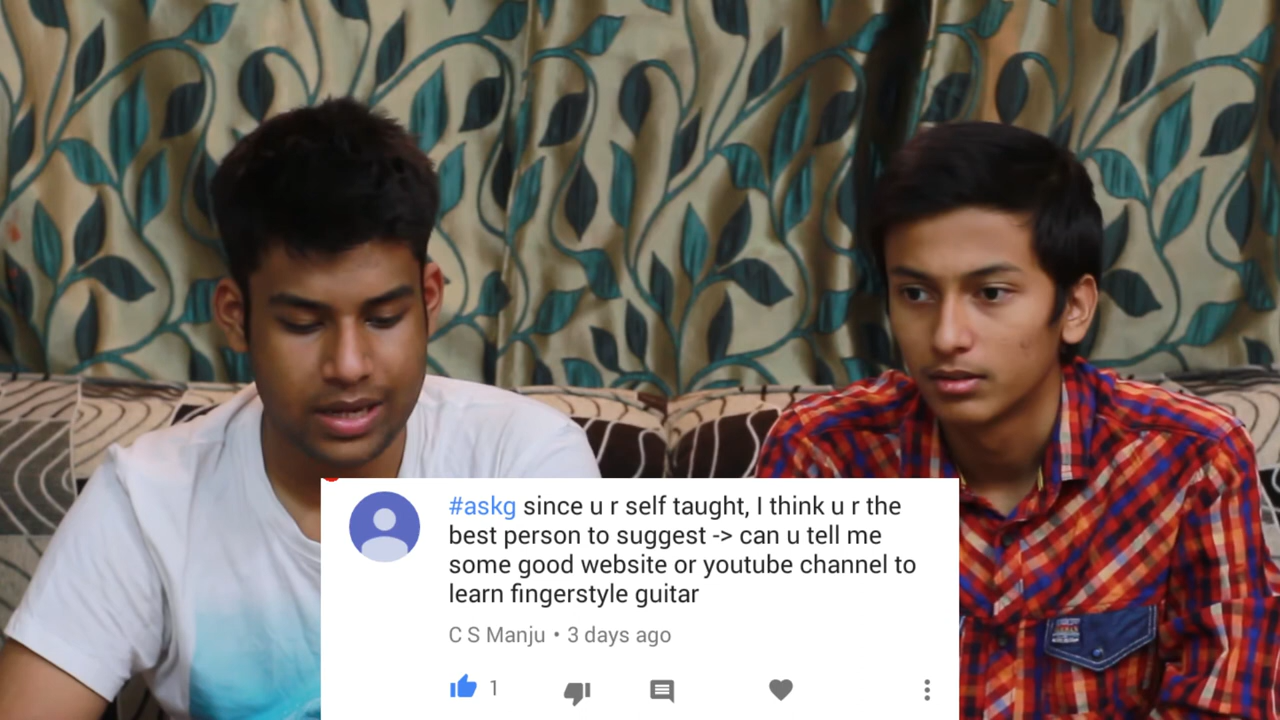 #askg since u r self taught, I think u r the
best person to suggest -> can u tell me
some good website or youtube channel to
learn fingerstyle guitar
C S Manju • 3 days ago
1